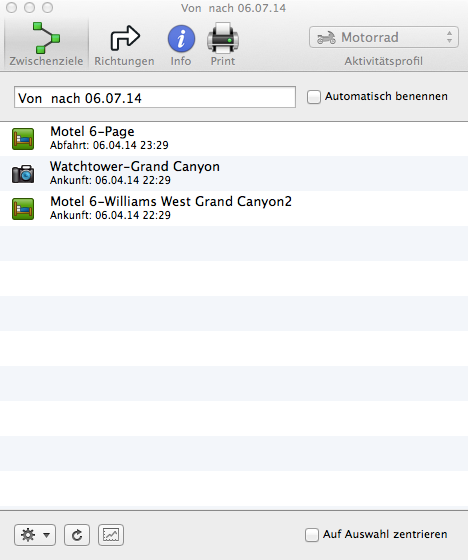 Von nach 06.07.14
Zwischenziele
Richtungen
Info
Print
Motorrad
Aktivitätsprofil
Von nach 06.07.14
Automatisch benennen
Motel 6-Page
Abfahrt: 06.04.14 23:29
Watchtower-Grand Canyon
Ankunft: 06.04.14 22:29
Motel 6-Williams West Grand Canyon2
Ankunft: 06.04.14 22:29
Auf Auswahl zentrieren